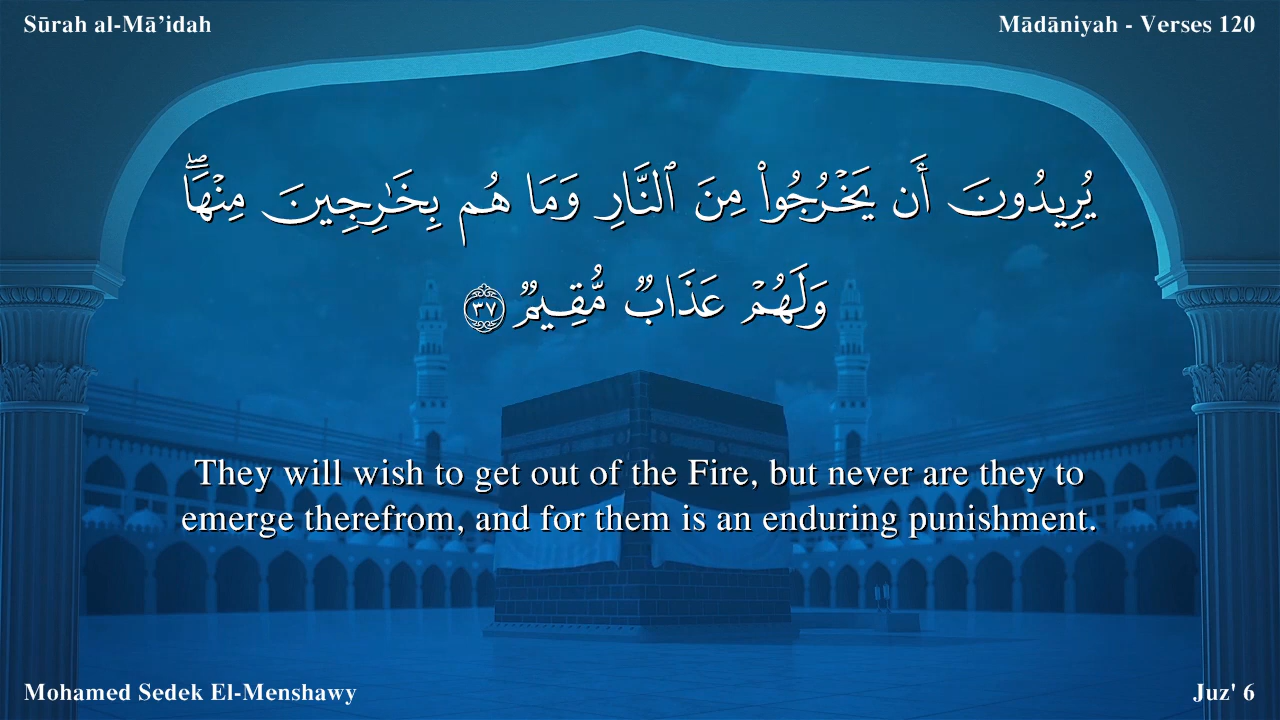 Sūrah al-Mā’idah
Mādāniyah - Verses 120
يُرِيدُونَ أَن يَخْرُجُوا۟ مِنَ ٱلنَّارِ وَمَا هُم بِخَـٰرِجِينَ مِنْهَا ۖ
وَلَهُمْ عَذَابٌ مُّقِيمٌ ٣٧
They will wish to get out of the Fire, but never are they to
emerge therefrom, and for them is an enduring punishment.
Mohamed Sedek El-Menshawy
Juz' 6